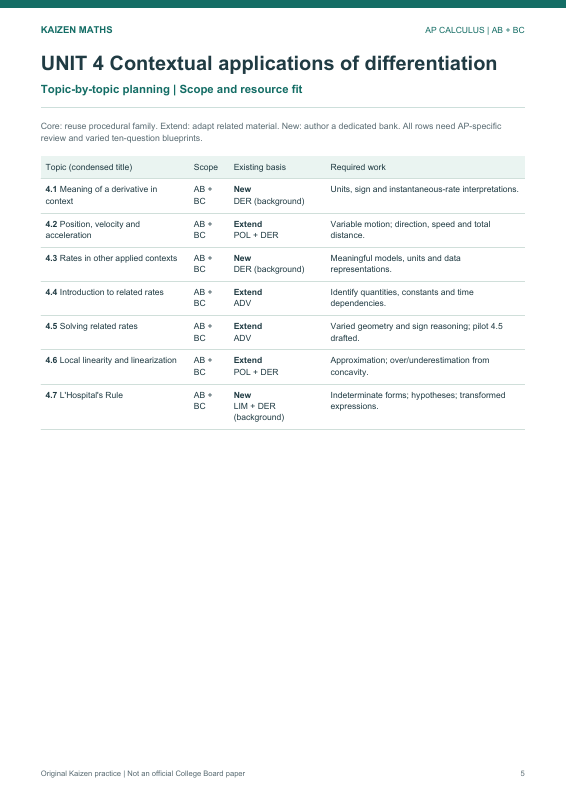 KAIZEN MATHS
AP CALCULUS | AB + BC
UNIT 4 Contextual applications of differentiation
Topic-by-topic planning | Scope and resource fit
Core: reuse procedural family. Extend: adapt related material. New: author a dedicated bank. All rows need AP-specific
review and varied ten-question blueprints.
Topic (condensed title) Scope Existing basis Required work
4.1 Meaning of a derivative in AB + New Units, sign and instantaneous-rate interpretations.
context BC DER (background)
4.2 Position, velocity and AB + Extend Variable motion; direction, speed and total
acceleration BC POL + DER distance.
4.3 Rates in other applied contexts AB + New Meaningful models, units and data
BC DER (background) representations.
4.4 Introduction to related rates AB + Extend Identify quantities, constants and time
BC ADV dependencies.
4.5 Solving related rates AB + Extend Varied geometry and sign reasoning; pilot 4.5
BC ADV drafted.
4.6 Local linearity and linearization AB + Extend Approximation; over/underestimation from
BC POL + DER concavity.
4.7 L'Hospital's Rule AB + New Indeterminate forms; hypotheses; transformed
BC LIM + DER expressions.
(background)
Original Kaizen practice | Not an official College Board paper
5